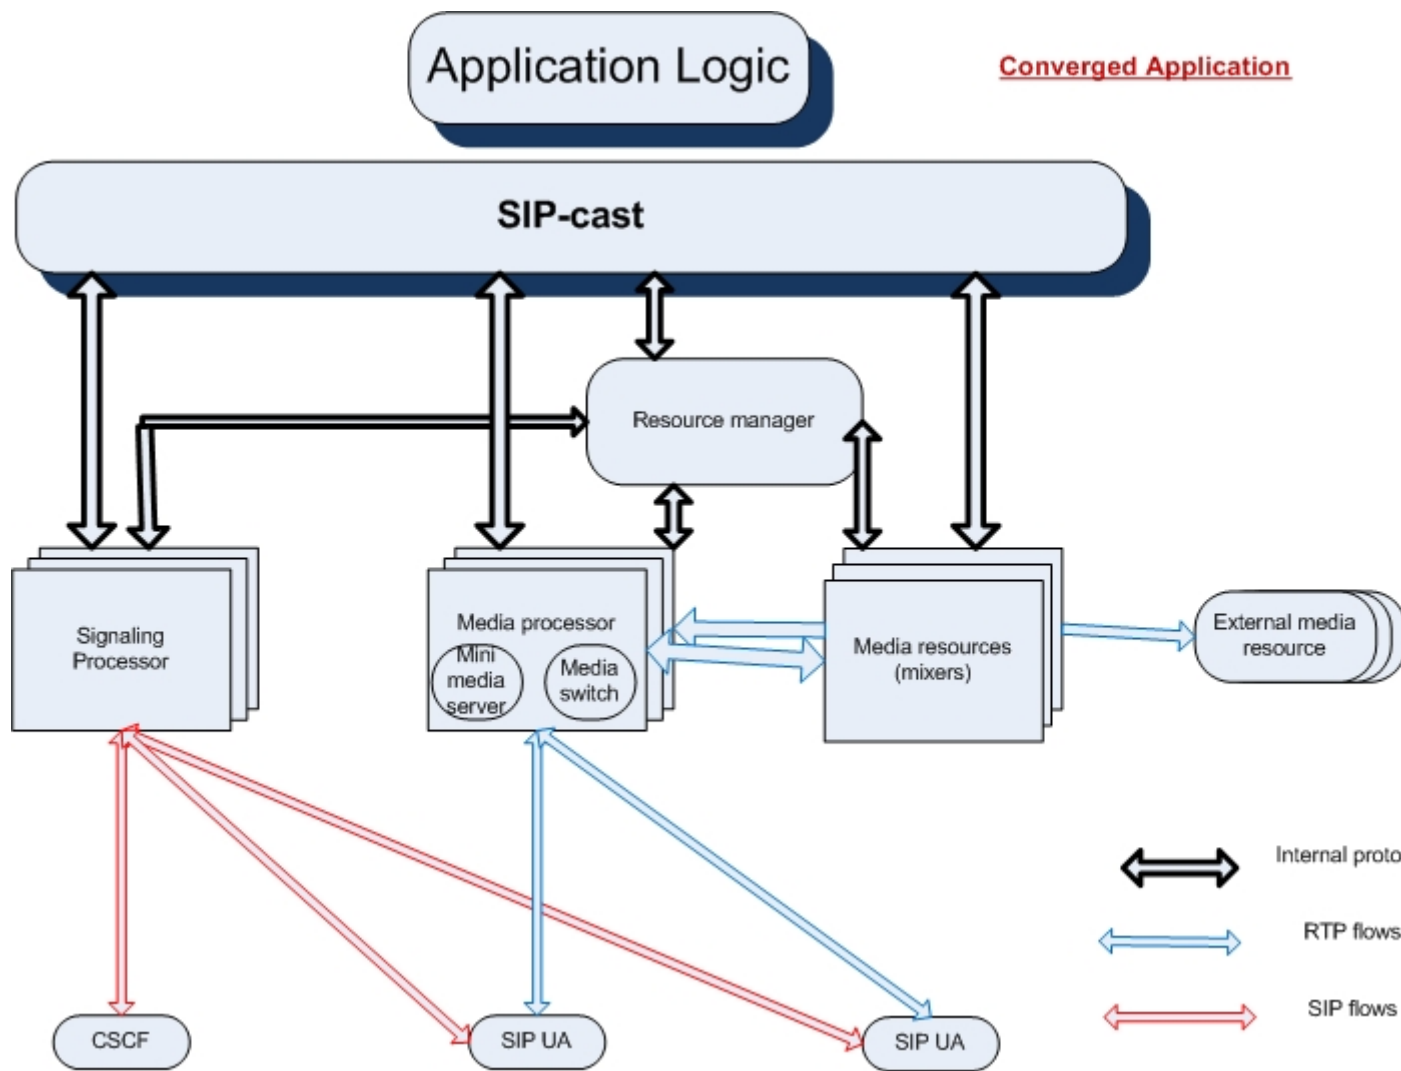 Application Logic
Converged Application
SIP-cast
Resource manager
Signaling
Processor
Media processor
Mini
media
server
Media
switch
Media resources
(mixers)
External media
resource
Internal proto
RTP flows
SIP flows
CSCF
SIP UA
SIP UA